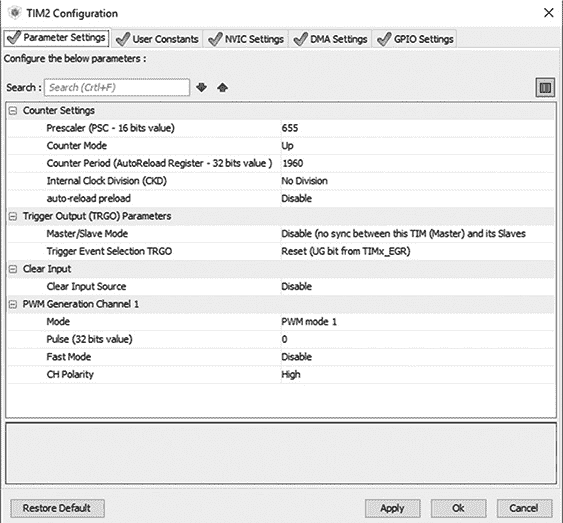 TIM2 Configuration
Parameter Settings User Constants NVIC Settings DMA Settings GPIO Settings
Configure the below parameters :
Search : Search (Crtl+F)
Counter Settings
Prescaler (PSC - 16 bits value) 655
Counter Mode Up
Counter Period (AutoReload Register - 32 bits value ) 1960
Internal Clock Division (CKD) No Division
auto-reload preload Disable
Trigger Output (TRGO) Parameters
Master/Slave Mode Disable (no sync between this TIM (Master) and its Slaves
Trigger Event Selection TRGO Reset (UG bit from TIMx_EGR)
Clear Input
Clear Input Source Disable
PWM Generation Channel 1
Mode PWM mode 1
Pulse (32 bits value) 0
Fast Mode Disable
CH Polarity High
Restore Default Apply Ok Cancel